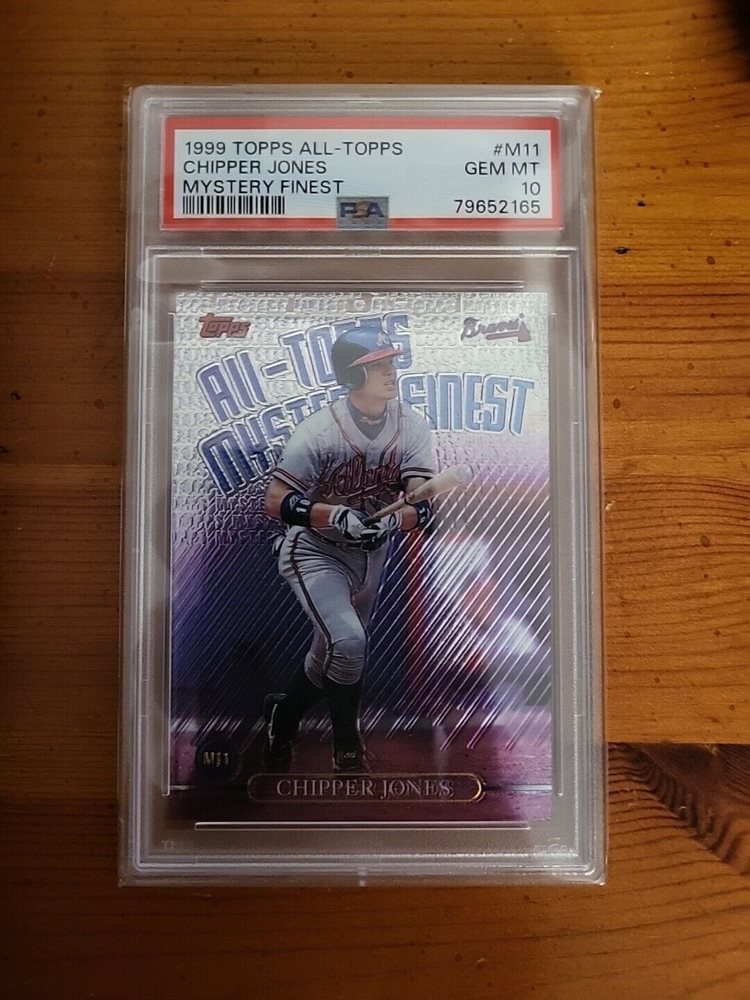 1999 TOPPS ALL-TOPPS #M11
CHIPPER JONES GEM MT
MYSTERY FINEST 10
PSA 79652165
Topps Braves
All-TOPPS
FINEST
M11
CHIPPER JONES